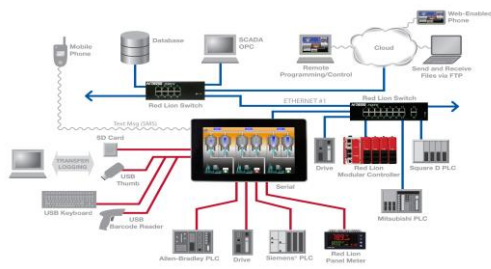 Web-Enabled
Phone
Mobile
Phone
Database
SCADA
OPC
Cloud
Remote
Programming/Control
Send and Receive
Files via FTP
Red Lion Switch
ETHERNET #1
Red Lion Switch
Text Msg (SMS)
SD Card
TRANSFER
LOGGING
USB
Thumb
Drive
Red Lion
Modular Controller
Square D PLC
Serial
USB Keyboard
USB
Barcode Reader
Mitsubishi PLC
Allen-Bradley PLC
Drive
Siemens® PLC
Red Lion
Panel Meter